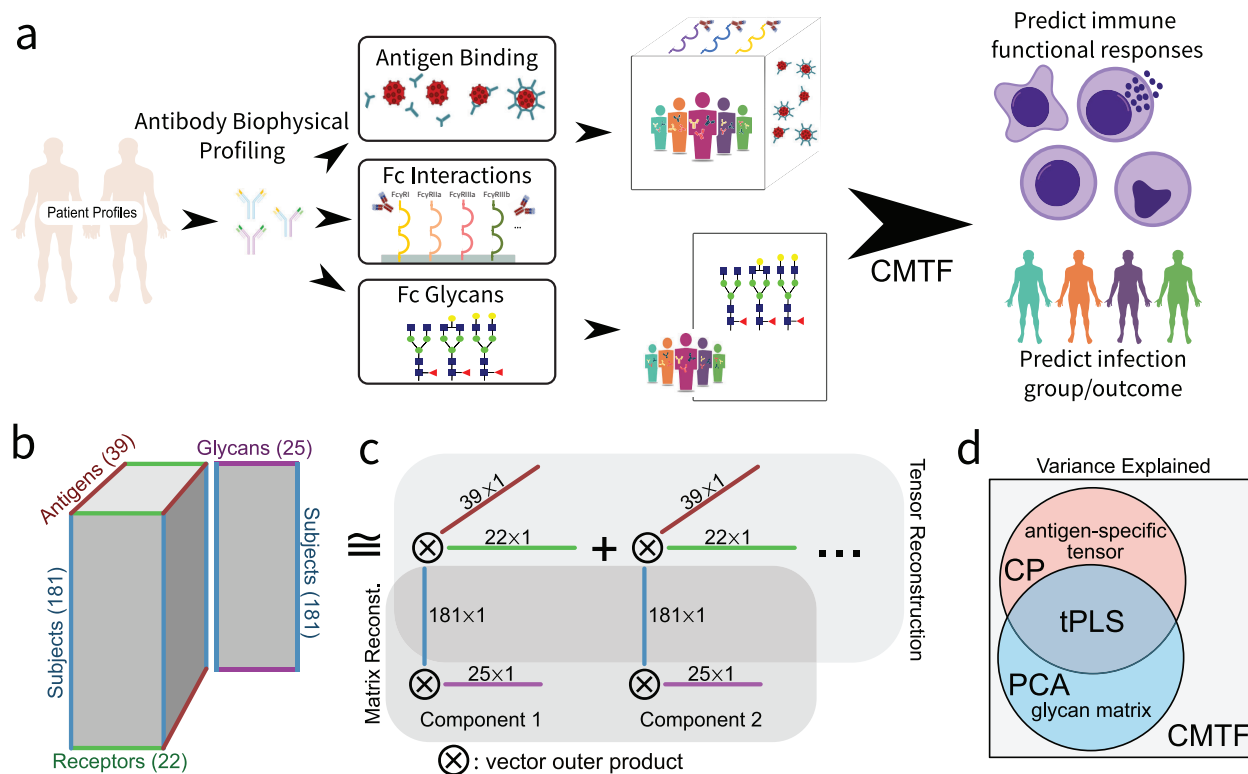 a
Patient Profiles
Antibody Biophysical
Profiling
Antigen Binding
Fc Interactions
FcγRI FcγRIIa FcγRIIIa FcγRIIIb
...
Fc Glycans
CMTF
Predict immune
functional responses
Predict infection
group/outcome
b
Antigens (39)
Glycans (25)
Subjects (181)
Subjects (181)
Receptors (22)
c
≅
39×1
22×1
181×1
25×1
Component 1
+
39×1
22×1
181×1
25×1
Component 2
...
Matrix Reconst.
Tensor Reconstruction
⊗: vector outer product
d
Variance Explained
antigen-specific
tensor
CP
tPLS
PCA
glycan matrix
CMTF